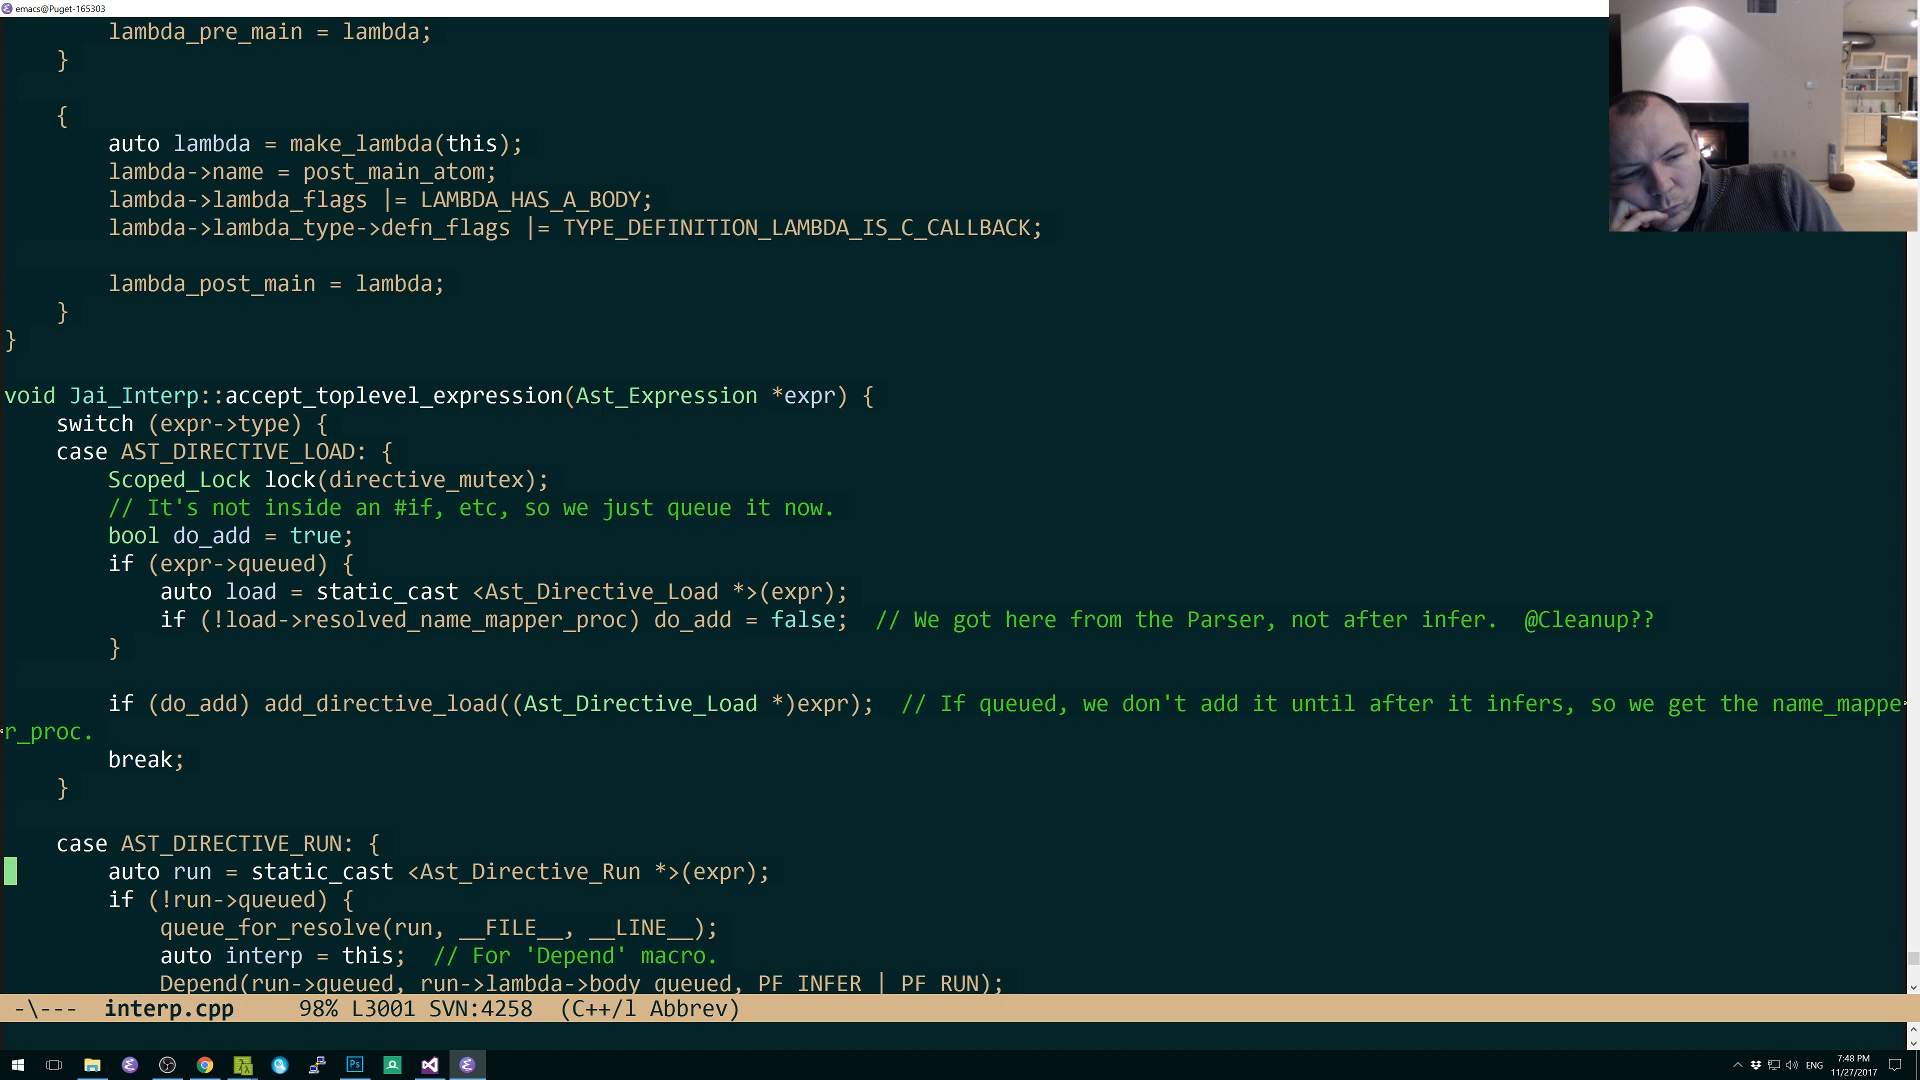 emacs@Puget-165303
lambda_pre_main = lambda;
}
{
auto lambda = make_lambda(this);
lambda->name = post_main_atom;
lambda->lambda_flags |= LAMBDA_HAS_A_BODY;
lambda->lambda_type->defn_flags |= TYPE_DEFINITION_LAMBDA_IS_C_CALLBACK;
lambda_post_main = lambda;
}
}
void Jai_Interp::accept_toplevel_expression(Ast_Expression *expr) {
switch (expr->type) {
case AST_DIRECTIVE_LOAD: {
Scoped_Lock lock(directive_mutex);
// It's not inside an #if, etc, so we just queue it now.
bool do_add = true;
if (expr->queued) {
auto load = static_cast <Ast_Directive_Load *>(expr);
if (!load->resolved_name_mapper_proc) do_add = false;  // We got here from the Parser, not after infer.  @Cleanup??
}
if (do_add) add_directive_load((Ast_Directive_Load *)expr);  // If queued, we don't add it until after it infers, so we get the name_mappe
r_proc.
break;
}
case AST_DIRECTIVE_RUN: {
auto run = static_cast <Ast_Directive_Run *>(expr);
if (!run->queued) {
queue_for_resolve(run, __FILE__, __LINE__);
auto interp = this;  // For 'Depend' macro.
Depend(run->queued, run->lambda->body_queued, PF_INFER | PF_RUN);
-\---  interp.cpp     98% L3001 SVN:4258  (C++/l Abbrev)
Ps
ENG
7:48 PM
11/27/2017